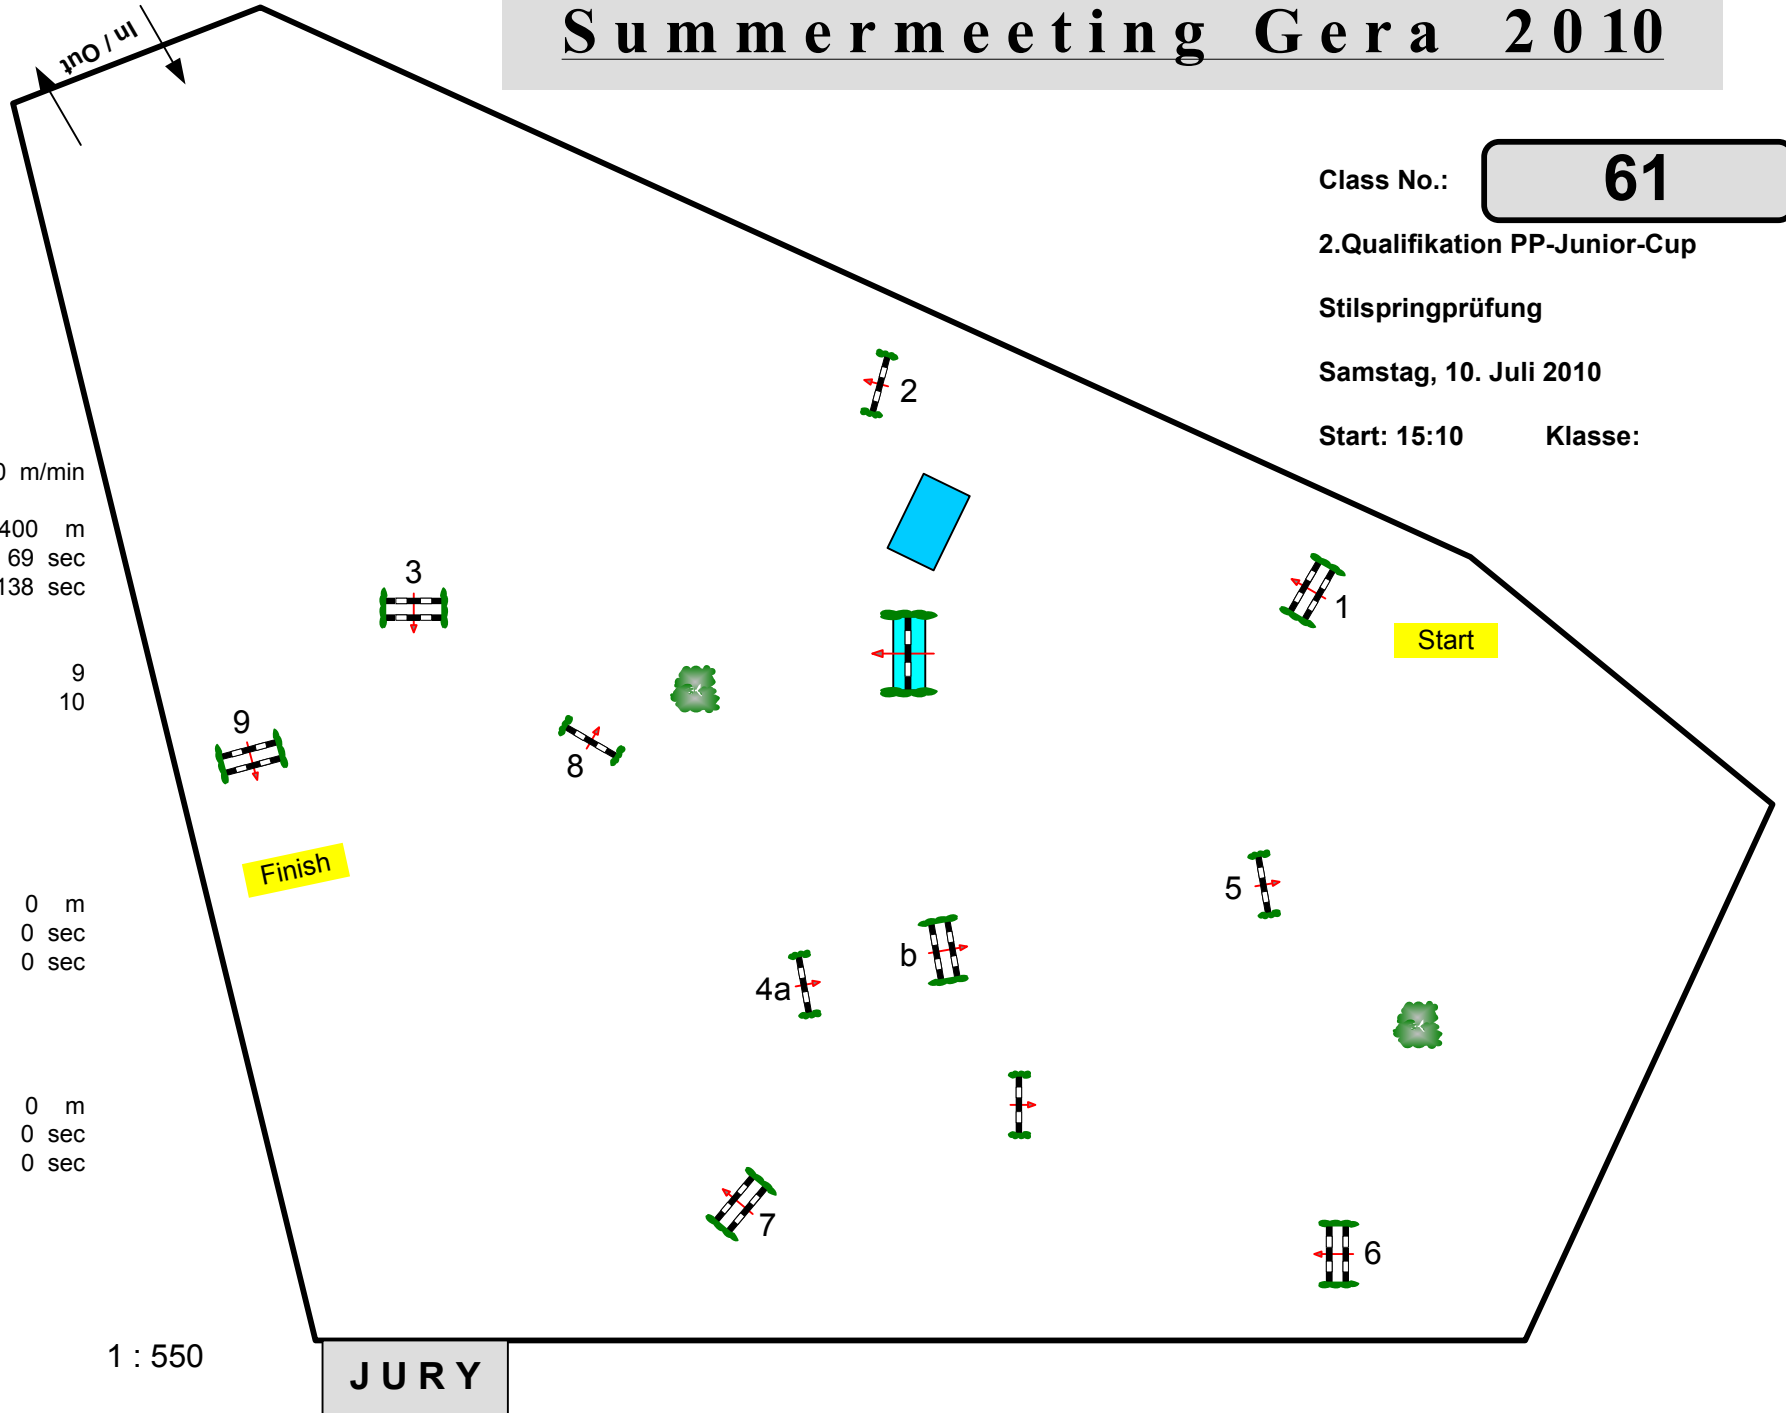 Summermeeting Gera 2010
In / Out
Class No.: 61
2.Qualifikation PP-Junior-Cup
Stilspringprüfung
Samstag, 10. Juli 2010
Start: 15:10 Klasse:
2
0 m/min
400 m
69 sec
138 sec
3
1
Start
9
10
9
8
Finish
5
0 m
0 sec
0 sec
b
4a
0 m
0 sec
0 sec
7
6
1 : 550
JURY